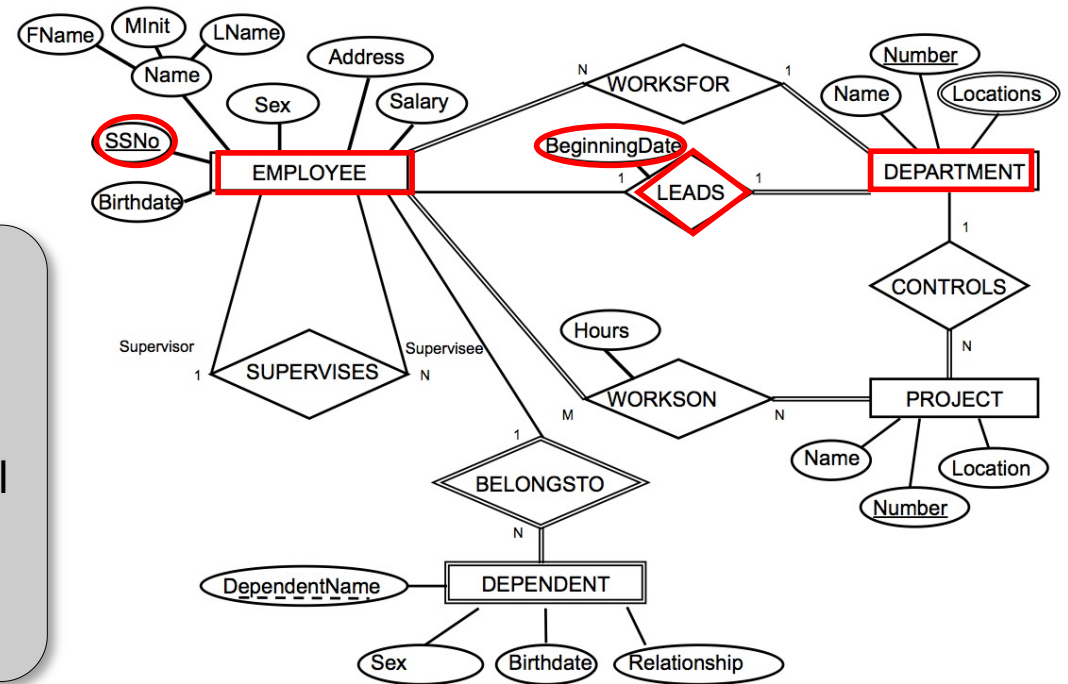 FName
MInit
LName
Name
Address
Sex
Salary
SSNo
EMPLOYEE
Birthdate
N
WORKSFOR
1
Number
Name
Locations
BeginningDate
1
LEADS
1
DEPARTMENT
1
CONTROLS
N
Supervisor
1
SUPERVISES
Supervisee
N
Hours
M
WORKSON
N
PROJECT
Name
Number
Location
1
BELONGSTO
N
DependentName
DEPENDENT
Sex
Birthdate
Relationship